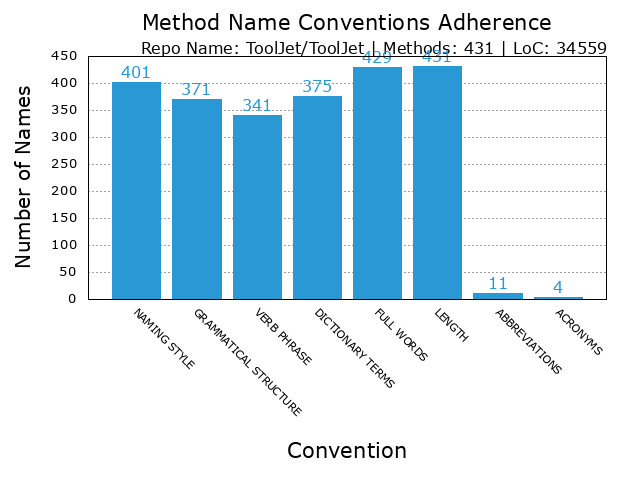 Method Name Conventions Adherence
Repo Name: ToolJet/ToolJet | Methods: 431 | LoC: 34559
Number of Names
450
400
350
300
250
200
150
100
50
0
401
371
341
375
429
431
11
4
NAMING STYLE
GRAMMATICAL STRUCTURE
VERB PHRASE
DICTIONARY TERMS
FULL WORDS
LENGTH
ABBREVIATIONS
ACRONYMS
Convention